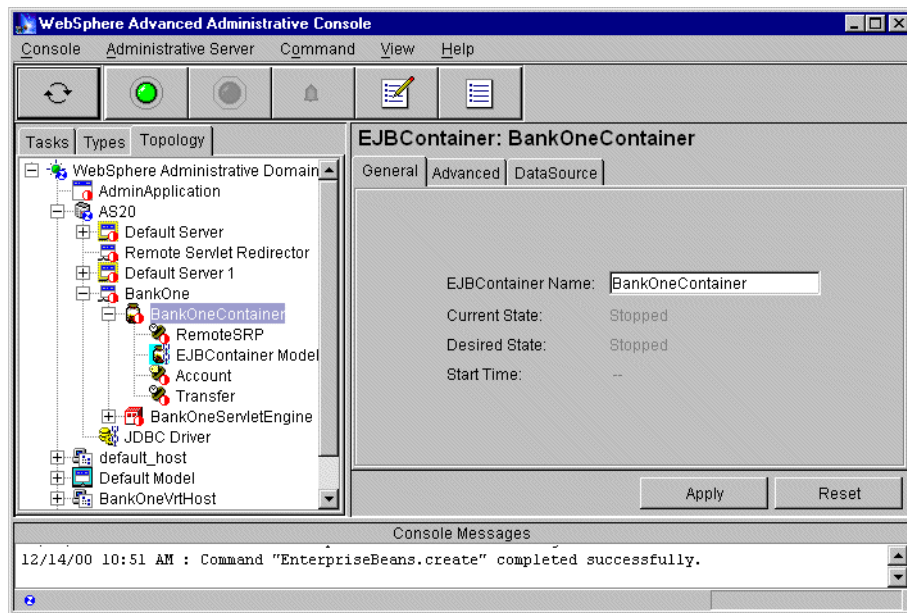 WebSphere Advanced Administrative Console
Console Administrative Server Command View Help
Tasks Types Topology
WebSphere Administrative Domain
AdminApplication
AS20
Default Server
Remote Servlet Redirector
Default Server 1
BankOne
BankOneContainer
RemoteSRP
EJBContainer Model
Account
Transfer
BankOneServletEngine
JDBC Driver
default_host
Default Model
BankOneVrtHost
EJBContainer: BankOneContainer
General Advanced DataSource
EJBContainer Name: BankOneContainer
Current State: Stopped
Desired State: Stopped
Start Time: --
Apply Reset
Console Messages
12/14/00 10:51 AM : Command "EnterpriseBeans.create" completed successfully.